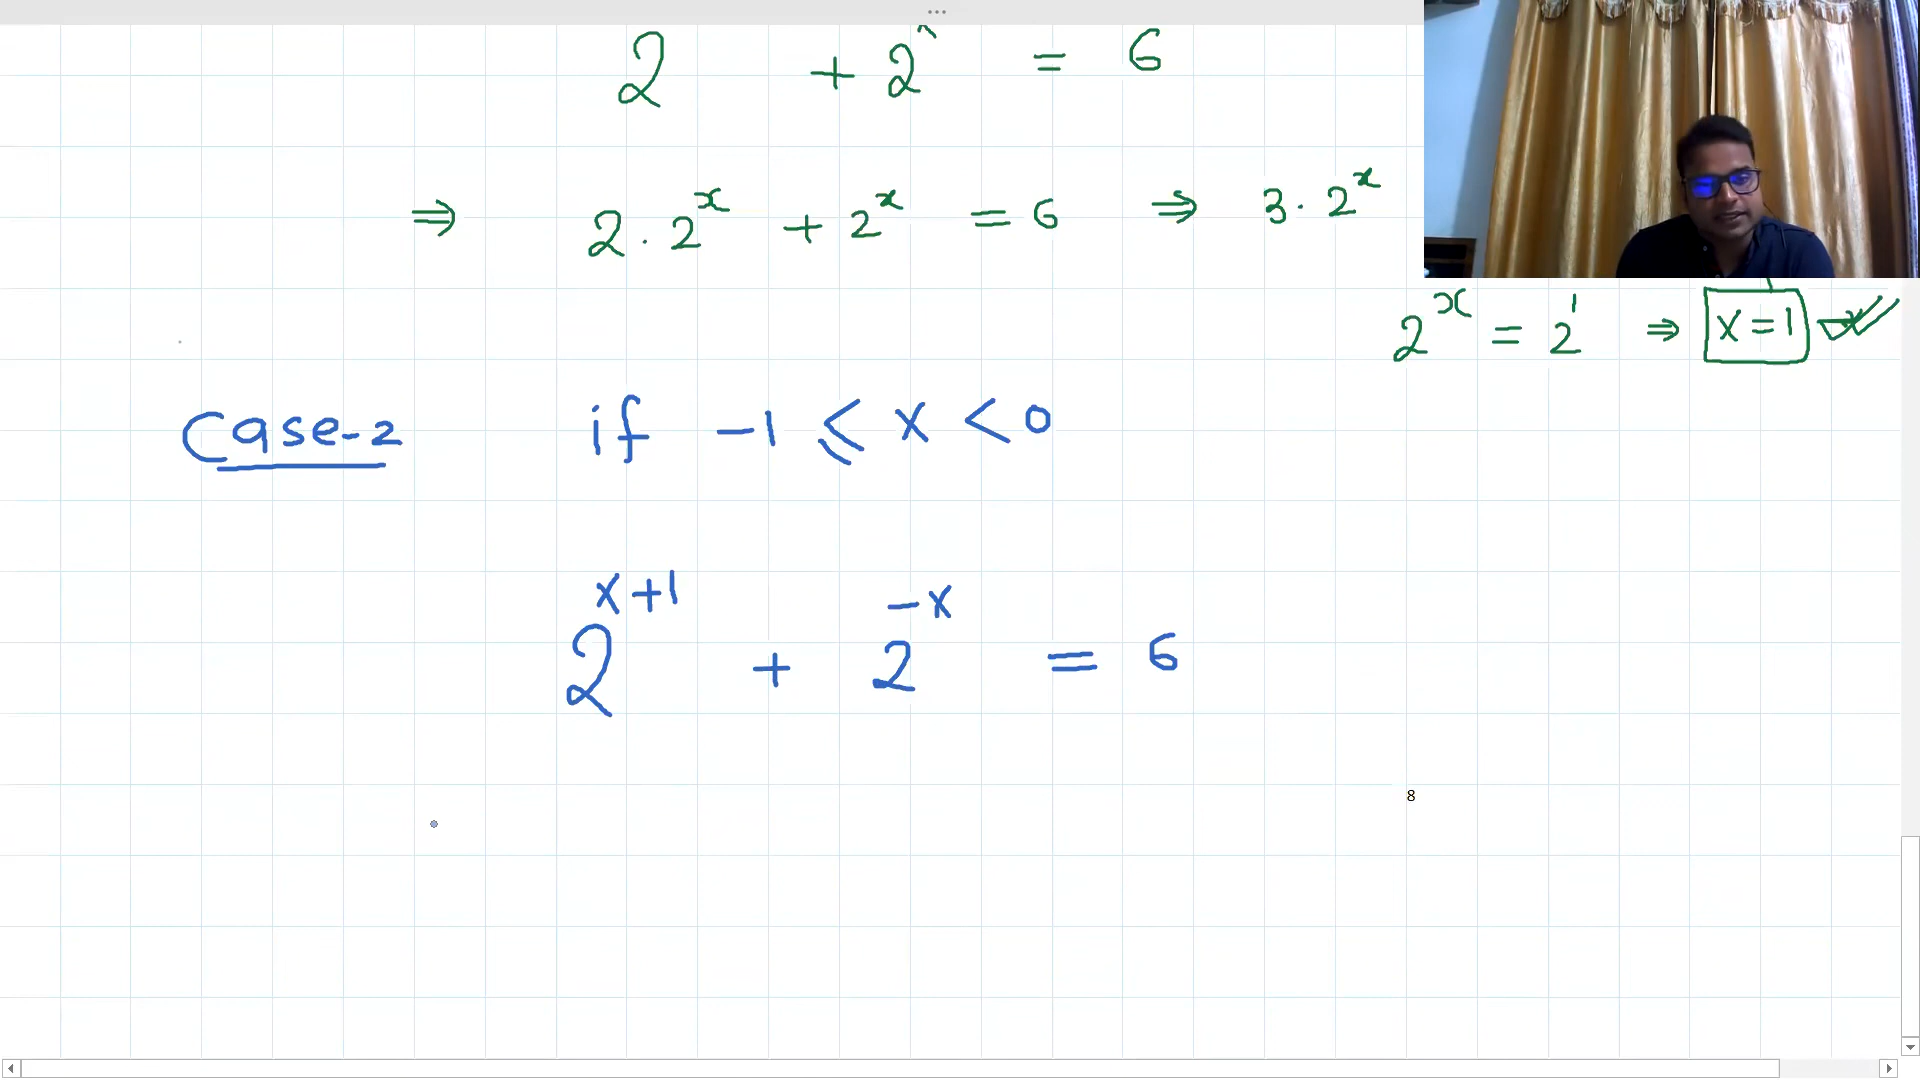 2 + 2^x = 6
⇒ 2 . 2^x + 2^x = 6 ⇒ 3 . 2^x
2^x = 2^1 ⇒ x = 1
Case-2 if -1 ≤ x < 0
2^(x+1) + 2^(-x) = 6
8